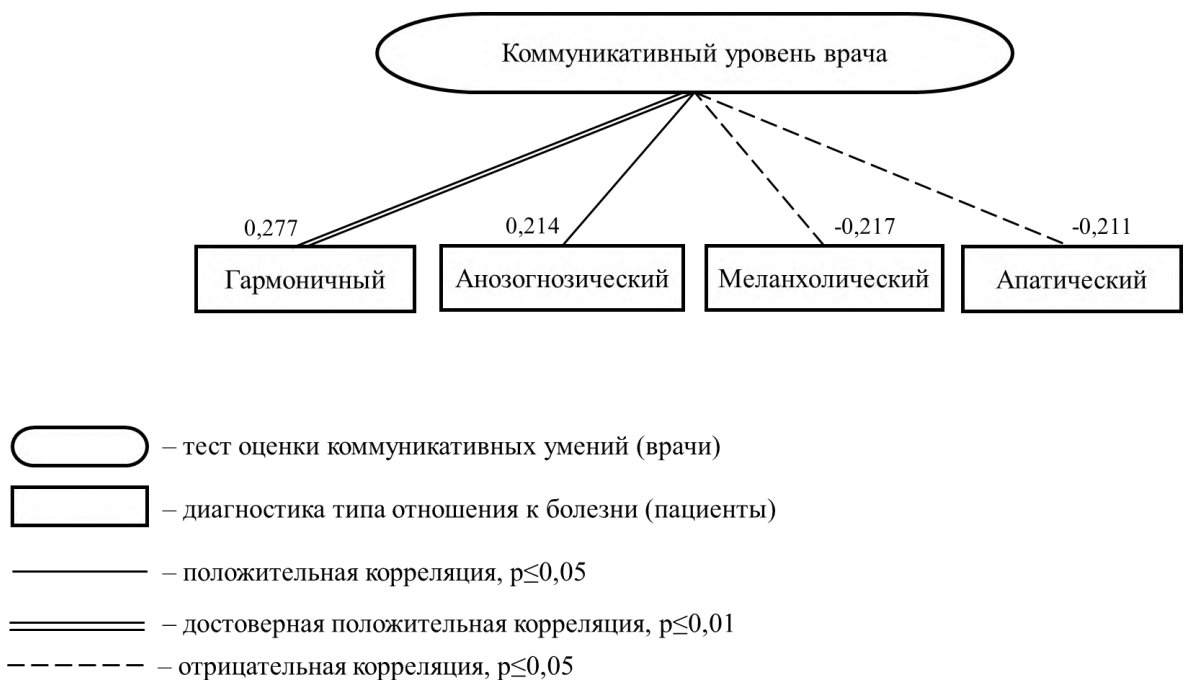 Коммуникативный уровень врача
0,277
0,214
-0,217
-0,211
Гармоничный
Анозогнозический
Меланхолический
Апатический
– тест оценки коммуникативных умений (врачи)
– диагностика типа отношения к болезни (пациенты)
– положительная корреляция, p≤0,05
– достоверная положительная корреляция, p≤0,01
– отрицательная корреляция, p≤0,05